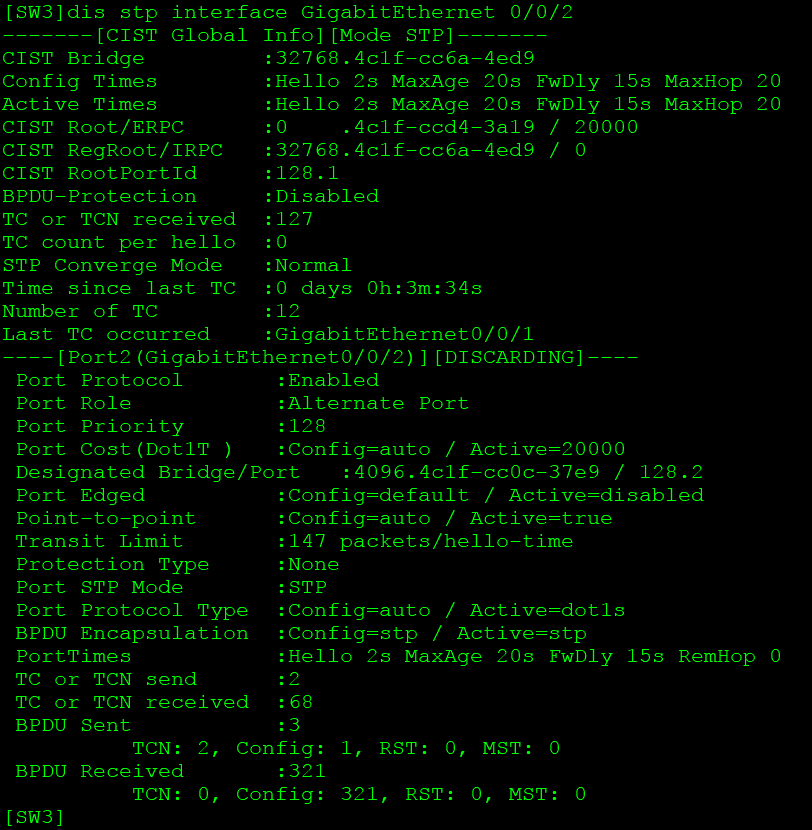 [SW3]dis stp interface GigabitEthernet 0/0/2
-------[CIST Global Info][Mode STP]-------
CIST Bridge         :32768.4c1f-cc6a-4ed9
Config Times        :Hello 2s MaxAge 20s FwDly 15s MaxHop 20
Active Times        :Hello 2s MaxAge 20s FwDly 15s MaxHop 20
CIST Root/ERPC      :0    .4c1f-ccd4-3a19 / 20000
CIST RegRoot/IRPC   :32768.4c1f-cc6a-4ed9 / 0
CIST RootPortId     :128.1
BPDU-Protection     :Disabled
TC or TCN received  :127
TC count per hello  :0
STP Converge Mode   :Normal
Time since last TC  :0 days 0h:3m:34s
Number of TC        :12
Last TC occurred    :GigabitEthernet0/0/1
----[Port2(GigabitEthernet0/0/2)][DISCARDING]----
 Port Protocol       :Enabled
 Port Role           :Alternate Port
 Port Priority       :128
 Port Cost(Dot1T )   :Config=auto / Active=20000
 Designated Bridge/Port   :4096.4c1f-cc0c-37e9 / 128.2
 Port Edged          :Config=default / Active=disabled
 Point-to-point      :Config=auto / Active=true
 Transit Limit       :147 packets/hello-time
 Protection Type     :None
 Port STP Mode       :STP
 Port Protocol Type  :Config=auto / Active=dot1s
 BPDU Encapsulation  :Config=stp / Active=stp
 PortTimes           :Hello 2s MaxAge 20s FwDly 15s RemHop 0
 TC or TCN send      :2
 TC or TCN received  :68
 BPDU Sent           :3
          TCN: 2, Config: 1, RST: 0, MST: 0
 BPDU Received       :321
          TCN: 0, Config: 321, RST: 0, MST: 0
[SW3]